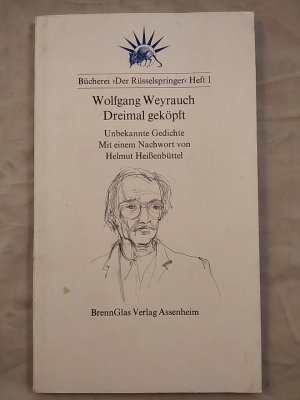 Bücherei ›Der Rüsselspringer‹ Heft 1
Wolfgang Weyrauch
Dreimal geköpft
Unbekannte Gedichte
Mit einem Nachwort von
Helmut Heißenbüttel
BrennGlas Verlag Assenheim